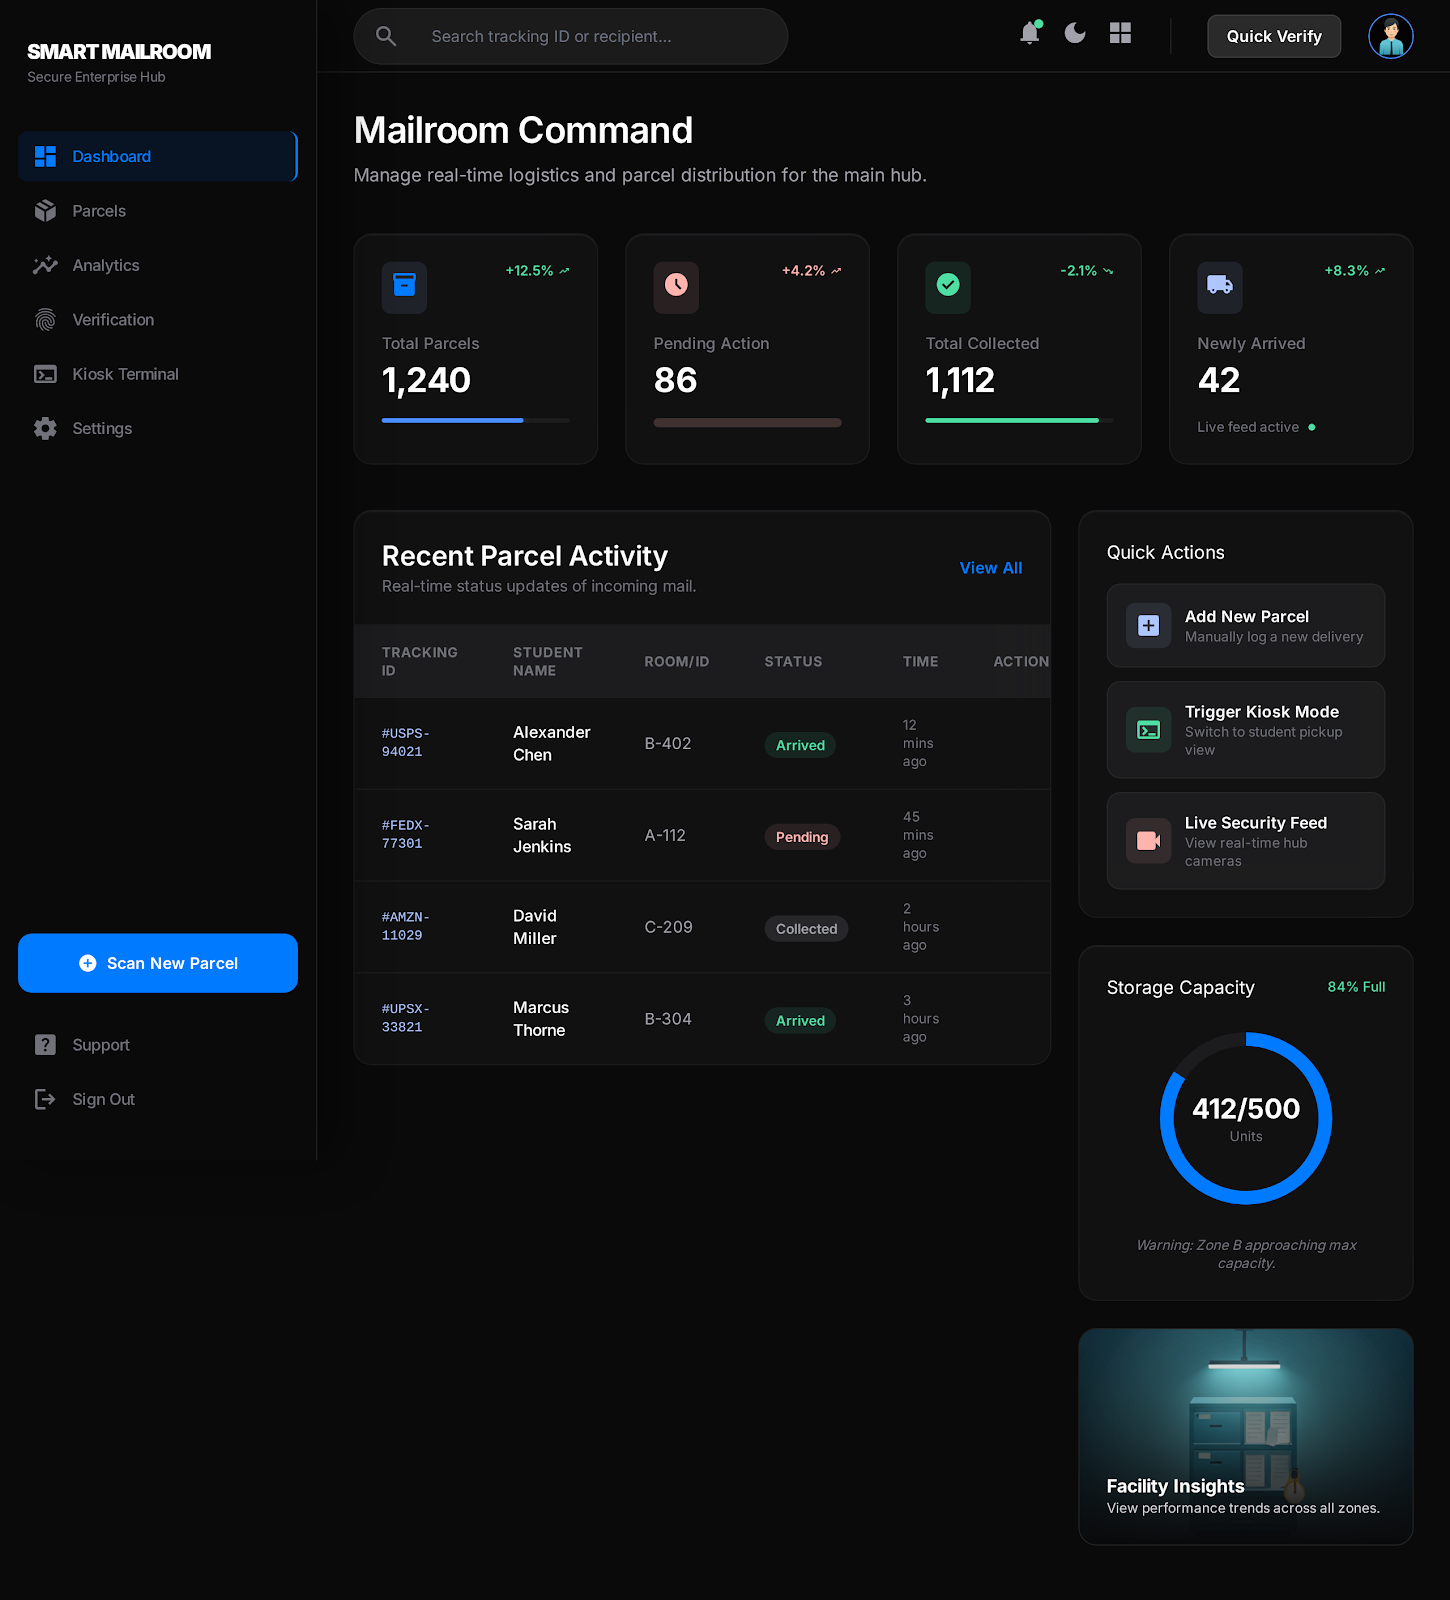 SMART MAILROOM
Secure Enterprise Hub
Dashboard
Parcels
Analytics
Verification
Kiosk Terminal
Settings
Scan New Parcel
Support
Sign Out
Search tracking ID or recipient...
Quick Verify
Mailroom Command
Manage real-time logistics and parcel distribution for the main hub.
+12.5%
Total Parcels
1,240
+4.2%
Pending Action
86
-2.1%
Total Collected
1,112
+8.3%
Newly Arrived
42
Live feed active
Recent Parcel Activity
Real-time status updates of incoming mail.
View All
TRACKING ID STUDENT NAME ROOM/ID STATUS TIME ACTION
#USPS-94021 Alexander Chen B-402 Arrived 12 mins ago
#FEDX-77301 Sarah Jenkins A-112 Pending 45 mins ago
#AMZN-11029 David Miller C-209 Collected 2 hours ago
#UPSX-33821 Marcus Thorne B-304 Arrived 3 hours ago
Quick Actions
Add New Parcel
Manually log a new delivery
Trigger Kiosk Mode
Switch to student pickup
view
Live Security Feed
View real-time hub
cameras
Storage Capacity
84% Full
412/500
Units
Warning: Zone B approaching max
capacity.
Facility Insights
View performance trends across all zones.